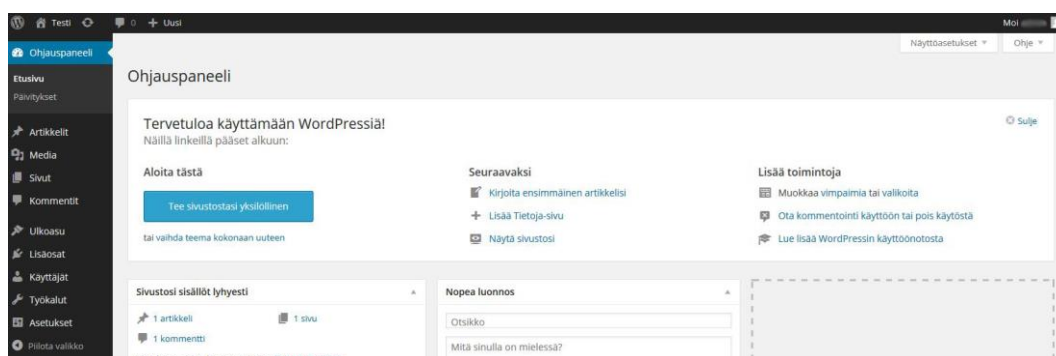 Testi 0 + Uusi Moi
Näyttöasetukset Ohje
Ohjauspaneeli
Etusivu
Päivitykset
Artikkelit
Media
Sivut
Kommentit
Ulkoasu
Lisäosat
Käyttäjät
Työkalut
Asetukset
Piilota valikko
Ohjauspaneeli
Tervetuloa käyttämään WordPressiä!
Sulje
Näillä linkeillä pääset alkuun:
Aloita tästä
Tee sivustostasi yksilöllinen
tai vaihda teema kokonaan uuteen
Seuraavaksi
Kirjoita ensimmäinen artikkelisi
Lisää Tietoja-sivu
Näytä sivustosi
Lisää toimintoja
Muokkaa vimpaimia tai valikoita
Ota kommentointi käyttöön tai pois käytöstä
Lue lisää WordPressin käyttöönotosta
Sivustosi sisällöt lyhyesti
1 artikkeli 1 sivu
1 kommentti
Nopea luonnos
Otsikko
Mitä sinulla on mielessä?